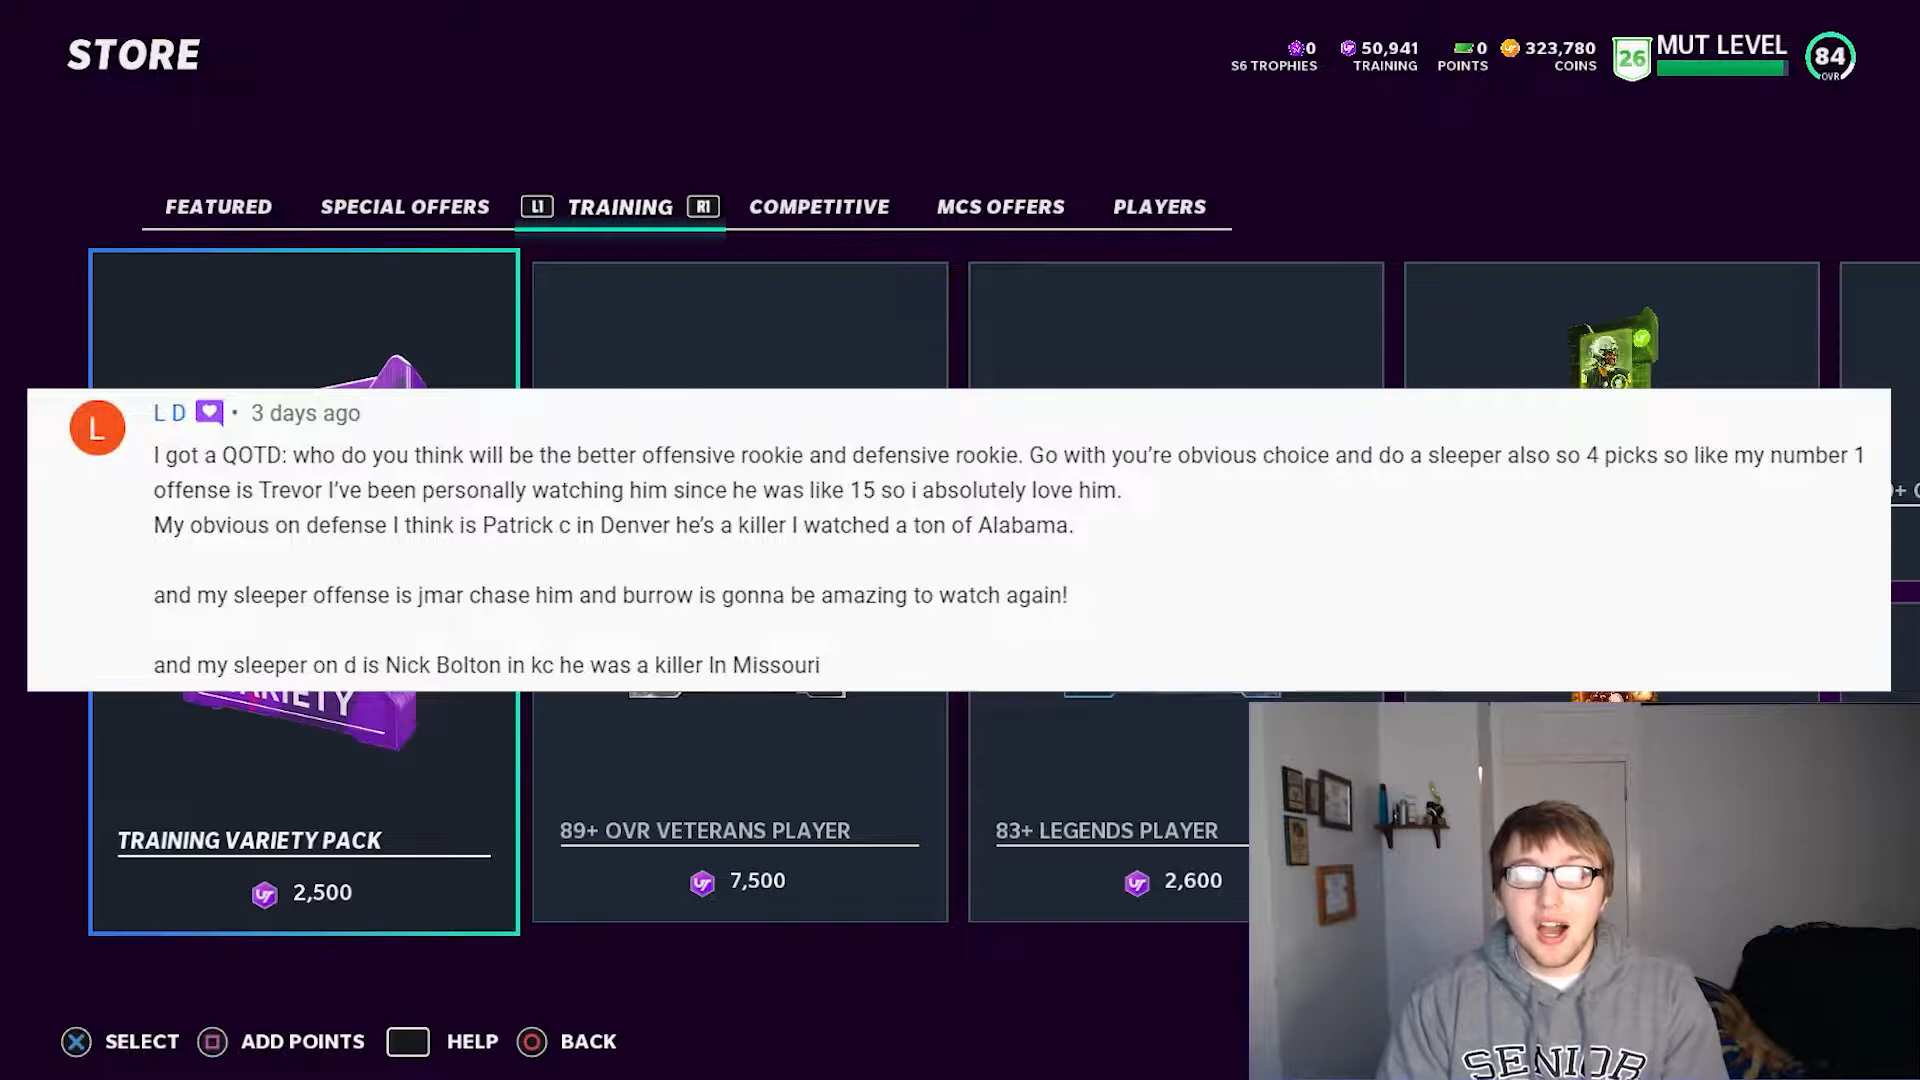 STORE
0
S6 TROPHIES
50,941
TRAINING
0
POINTS
323,780
COINS
26
MUT LEVEL
84
OVR
FEATURED
SPECIAL OFFERS
L1
TRAINING
R1
COMPETITIVE
MCS OFFERS
PLAYERS
L
L D • 3 days ago
I got a QOTD: who do you think will be the better offensive rookie and defensive rookie. Go with you’re obvious choice and do a sleeper also so 4 picks so like my number 1
offense is Trevor I’ve been personally watching him since he was like 15 so i absolutely love him.
My obvious on defense I think is Patrick c in Denver he’s a killer I watched a ton of Alabama.
and my sleeper offense is jmar chase him and burrow is gonna be amazing to watch again!
and my sleeper on d is Nick Bolton in kc he was a killer In Missouri
TRAINING VARIETY PACK
2,500
89+ OVR VETERANS PLAYER
7,500
83+ LEGENDS PLAYER
2,600
SENIOR
SELECT
ADD POINTS
HELP
BACK